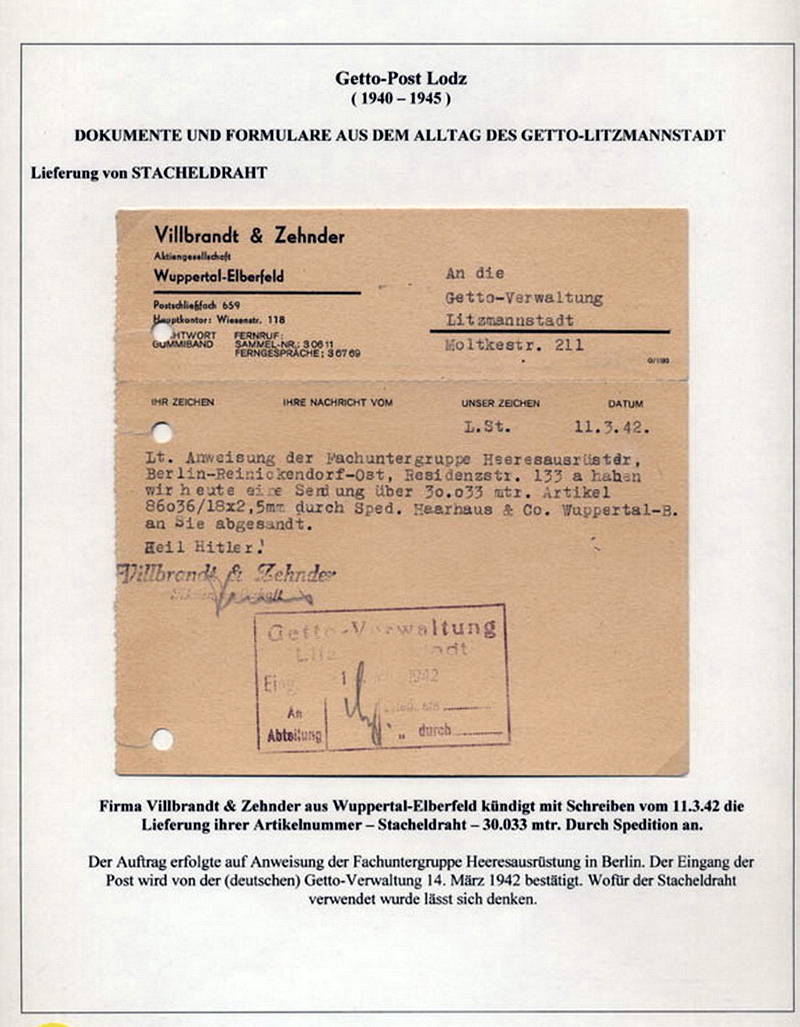 Getto-Post Lodz
( 1940 – 1945 )
DOKUMENTE UND FORMULARE AUS DEM ALLTAG DES GETTO-LITZMANNSTADT
Lieferung von STACHELDRAHT
Villbrandt & Zehnder
Aktiengesellschaft
Wuppertal-Elberfeld
Postschließfach 659
Hauptkontor: Wiesenstr. 118
HTWORT FERNRUF:
GUMMIBAND SAMMEL-NR.: 30611
FERNGESPRÄCHE; 36769
An die
Getto-Verwaltung
Litzmannstadt
Moltkestr. 211
IHR ZEICHEN IHRE NACHRICHT VOM UNSER ZEICHEN DATUM
L.St. 11.3.42.
Lt. Anweisung der Fachuntergruppe Heeresausrüster,
Berlin-Reinickendorf-Ost, Residenzstr. 133 a haben
wir heute eine Sendung über 30.033 mtr. Artikel
86036/18x2,5mm durch Sped. Haarhaus & Co. Wuppertal-B.
an Sie abgesandt.
Heil Hitler!
Villbrandt & Zehnder
Getto-Verwaltung
1942
An
Abteilung
" durch
Firma Villbrandt & Zehnder aus Wuppertal-Elberfeld kündigt mit Schreiben vom 11.3.42 die
Lieferung ihrer Artikelnummer – Stacheldraht – 30.033 mtr. Durch Spedition an.
Der Auftrag erfolgte auf Anweisung der Fachuntergruppe Heeresausrüstung in Berlin. Der Eingang der
Post wird von der (deutschen) Getto-Verwaltung 14. März 1942 bestätigt. Wofür der Stacheldraht
verwendet wurde lässt sich denken.